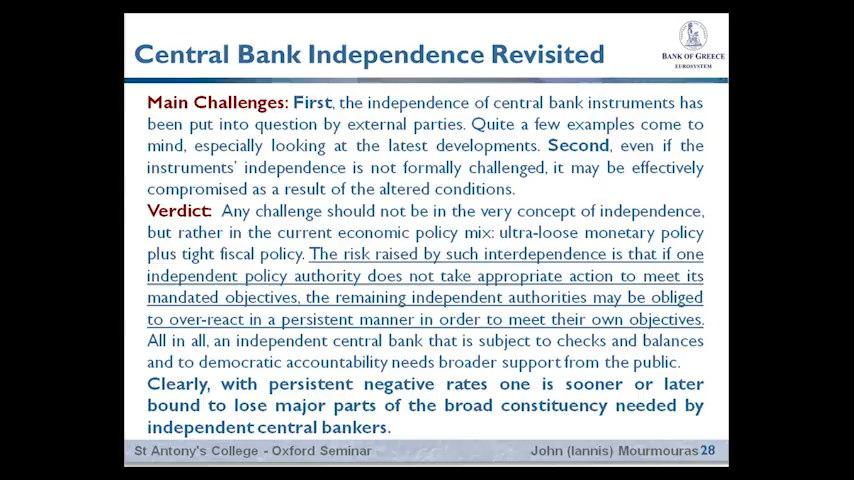 Central Bank Independence Revisited
BANK OF GREECE
EUROSYSTEM
Main Challenges: First, the independence of central bank instruments has
been put into question by external parties. Quite a few examples come to
mind, especially looking at the latest developments. Second, even if the
instruments' independence is not formally challenged, it may be effectively
compromised as a result of the altered conditions.
Verdict: Any challenge should not be in the very concept of independence,
but rather in the current economic policy mix: ultra-loose monetary policy
plus tight fiscal policy. The risk raised by such interdependence is that if one
independent policy authority does not take appropriate action to meet its
mandated objectives, the remaining independent authorities may be obliged
to over-react in a persistent manner in order to meet their own objectives.
All in all, an independent central bank that is subject to checks and balances
and to democratic accountability needs broader support from the public.
Clearly, with persistent negative rates one is sooner or later
bound to lose major parts of the broad constituency needed by
independent central bankers.
St Antony's College - Oxford Seminar John (Iannis) Mourmouras 28